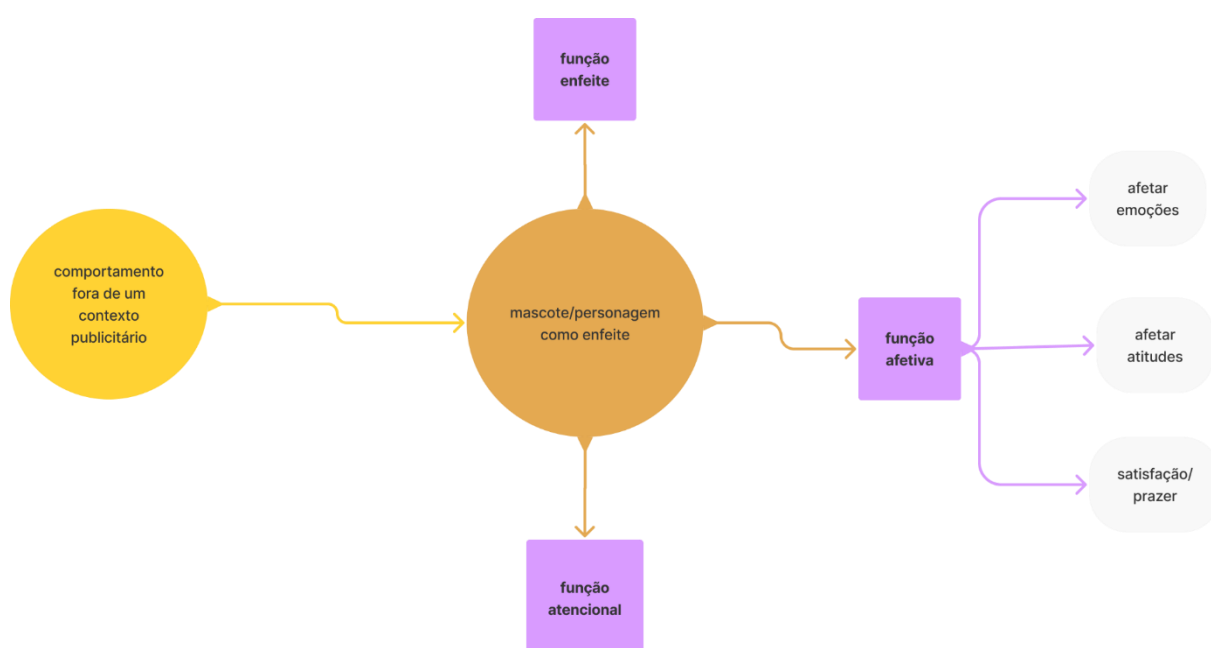 função
enfeite
comportamento
fora de um
contexto
publicitário
mascote/personagem
como enfeite
função
afetiva
afetar
emoções
afetar
atitudes
satisfação/
prazer
função
atencional